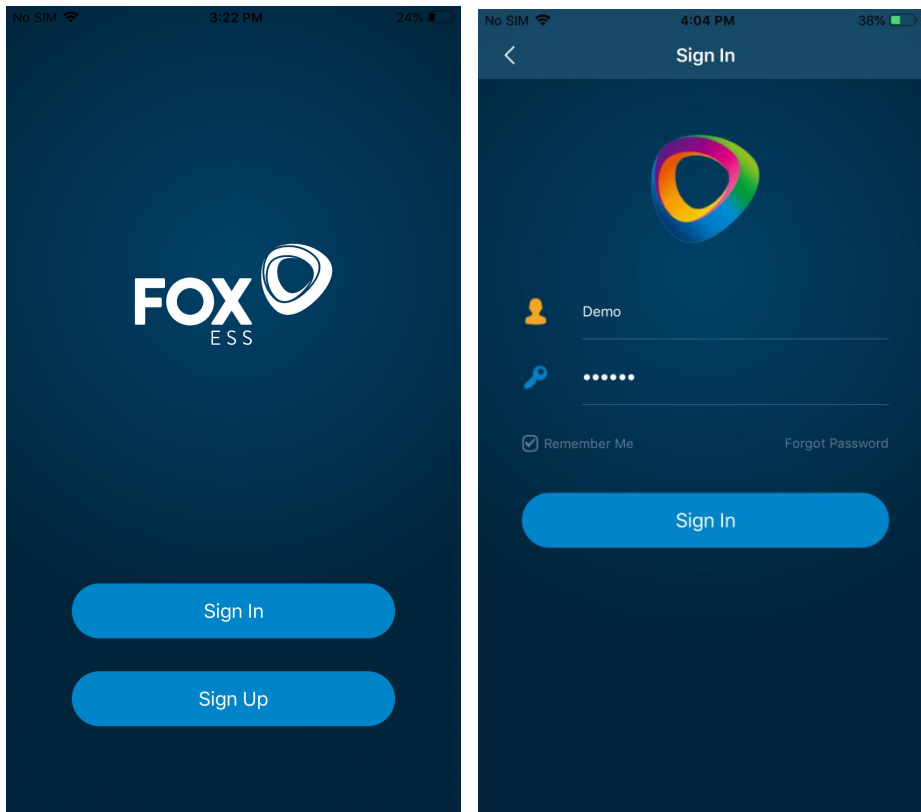 No SIM 3:22 PM 24%
FOX
ESS
Sign In
Sign Up
No SIM 4:04 PM 38%
Sign In
Demo
••••••
Remember Me Forgot Password
Sign In